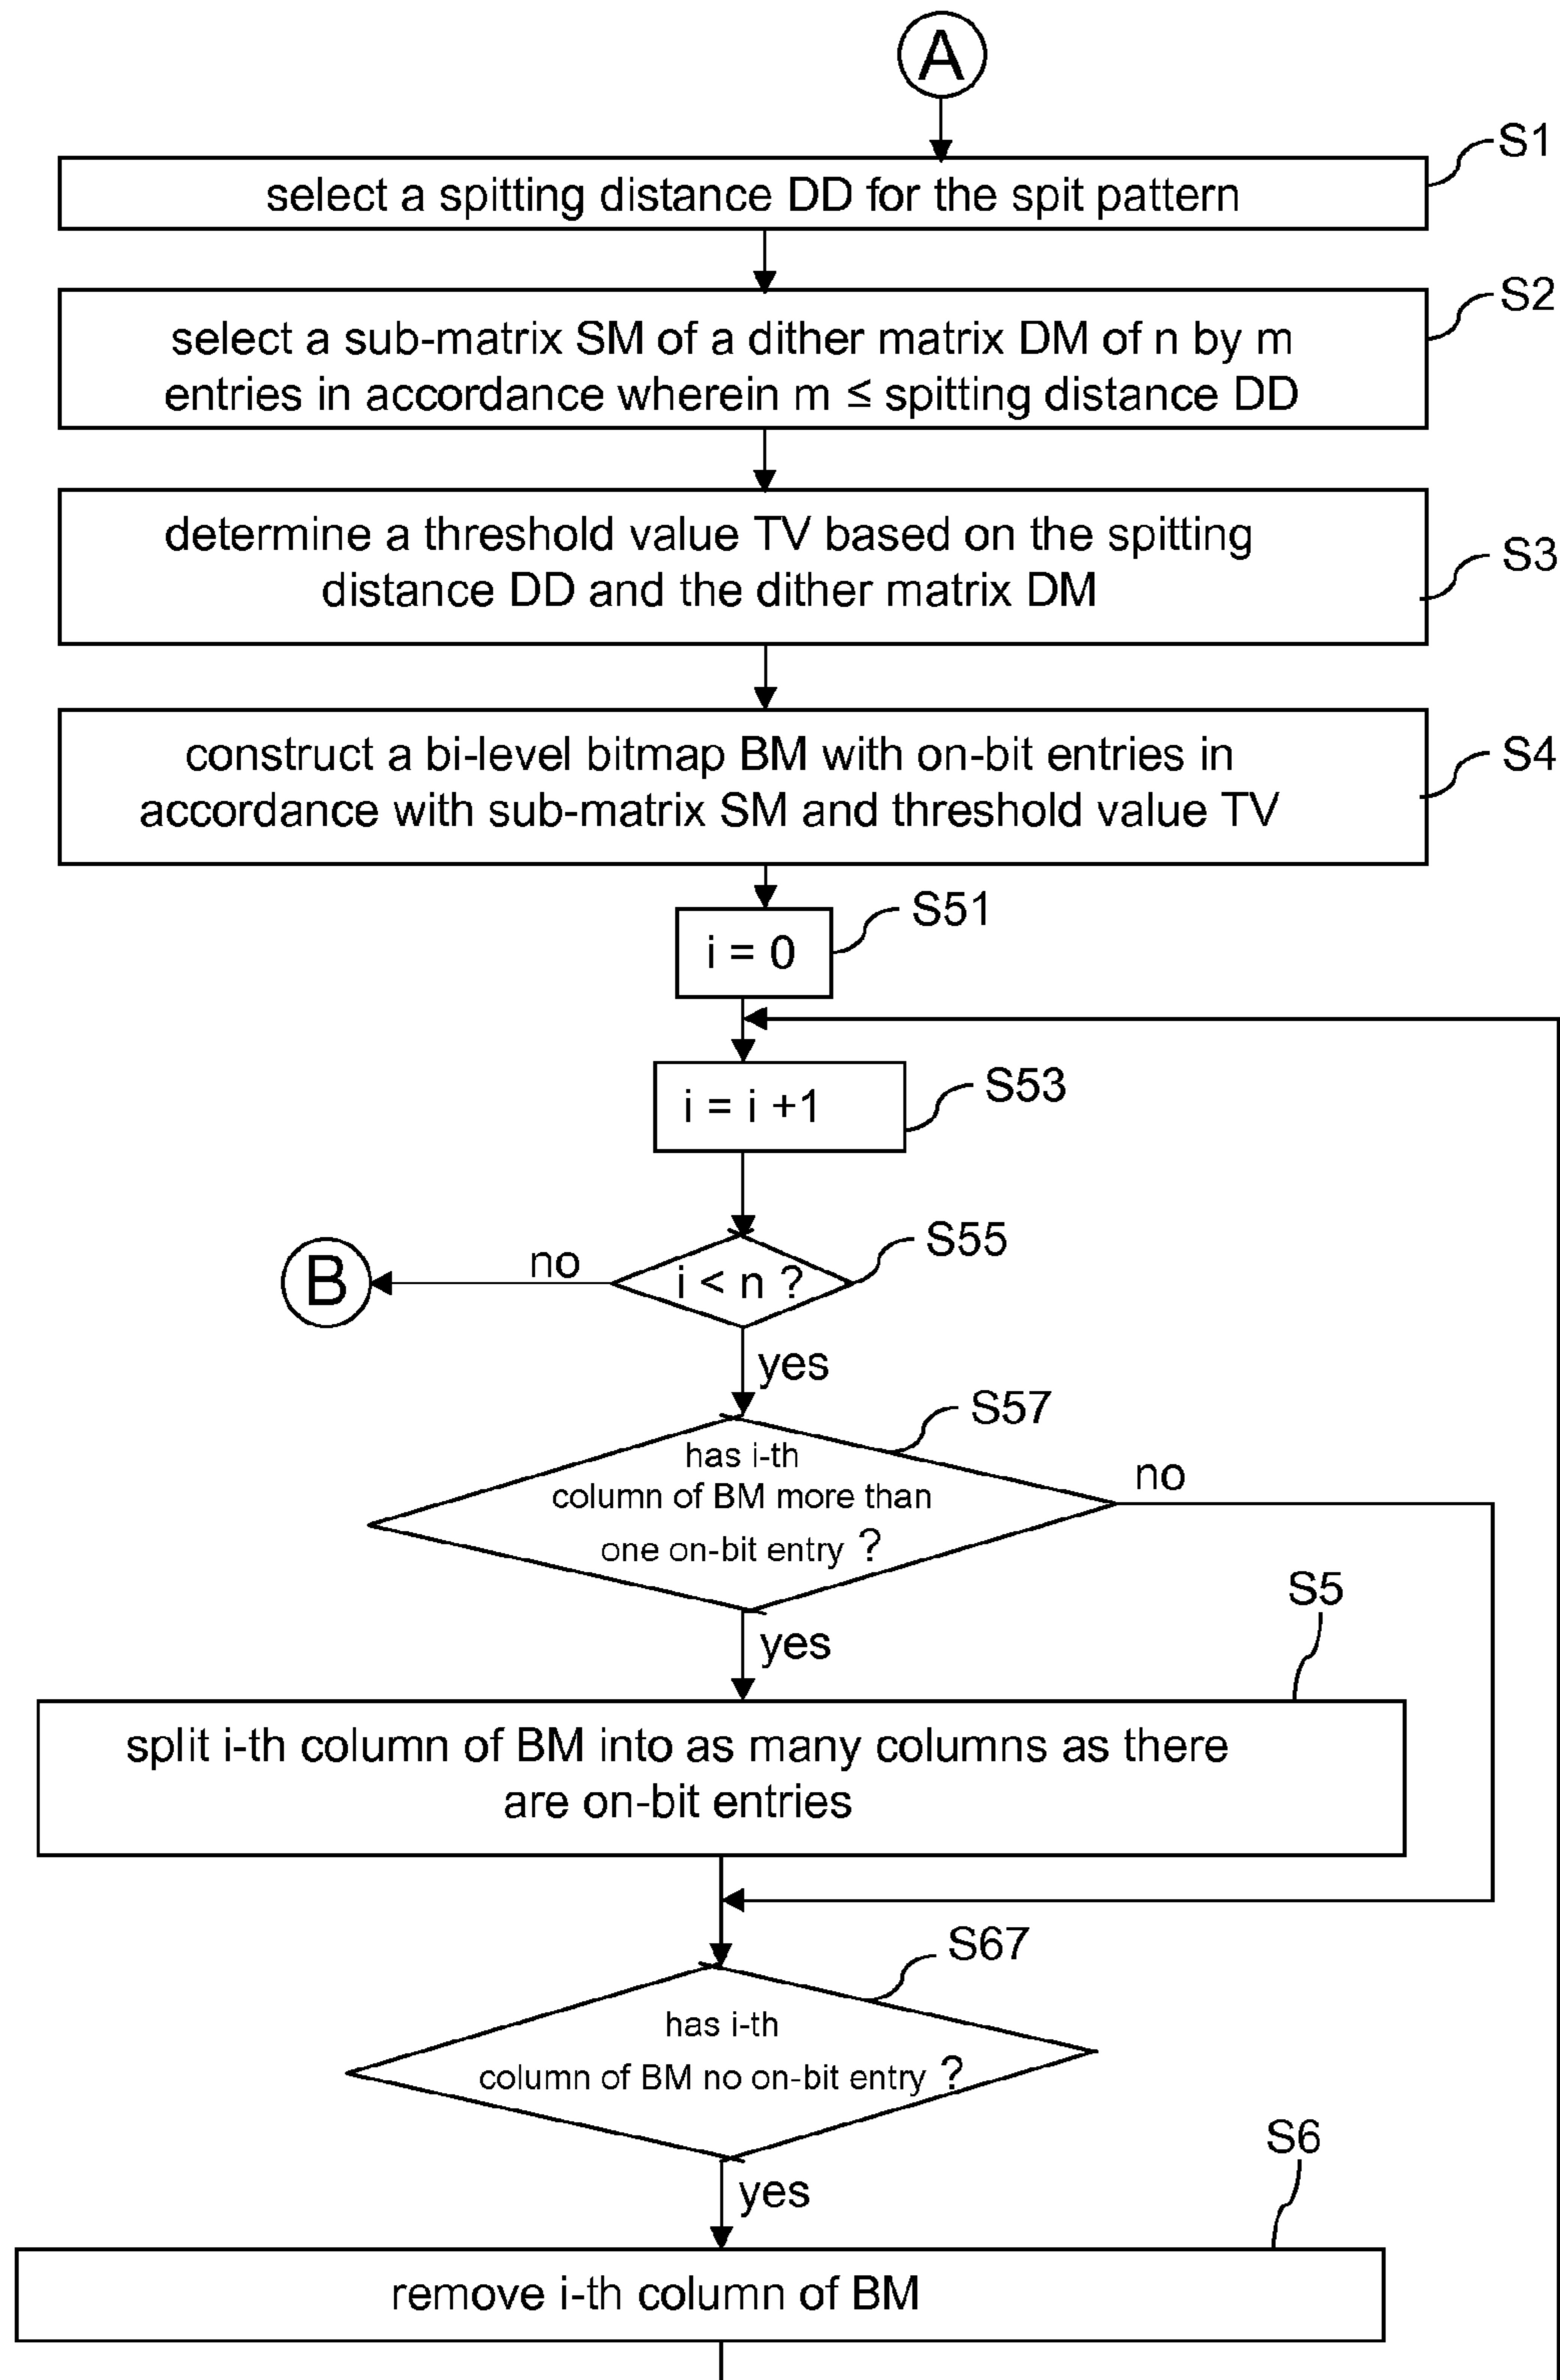 A
S1
select a spitting distance DD for the spit pattern
S2
select a sub-matrix SM of a dither matrix DM of n by m
entries in accordance wherein m ≤ spitting distance DD
determine a threshold value TV based on the spitting
distance DD and the dither matrix DM
S3
construct a bi-level bitmap BM with on-bit entries in
accordance with sub-matrix SM and threshold value TV
S4
S51
i = 0
S53
i = i +1
S55
B
no
i < n ?
yes
S57
has i-th
column of BM more than
one on-bit entry ?
no
yes
S5
split i-th column of BM into as many columns as there
are on-bit entries
S67
has i-th
column of BM no on-bit entry ?
yes
S6
remove i-th column of BM